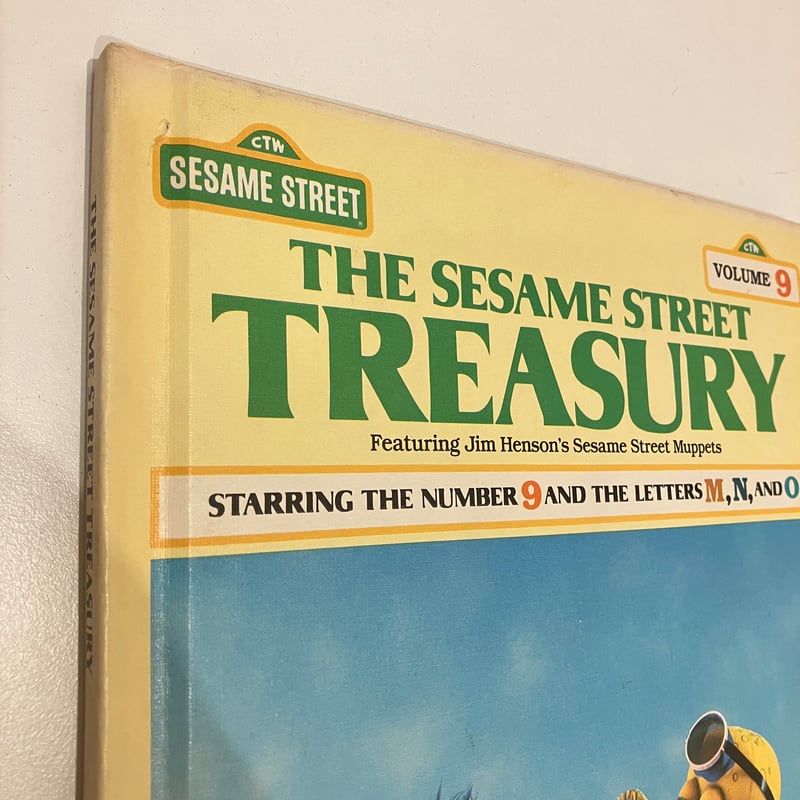 CTW
SESAME STREET
CTW
VOLUME 9
THE SESAME STREET
TREASURY
Featuring Jim Henson's Sesame Street Muppets
STARRING THE NUMBER 9 AND THE LETTERS M, N, AND O
THE SESAME STREET TREASURY